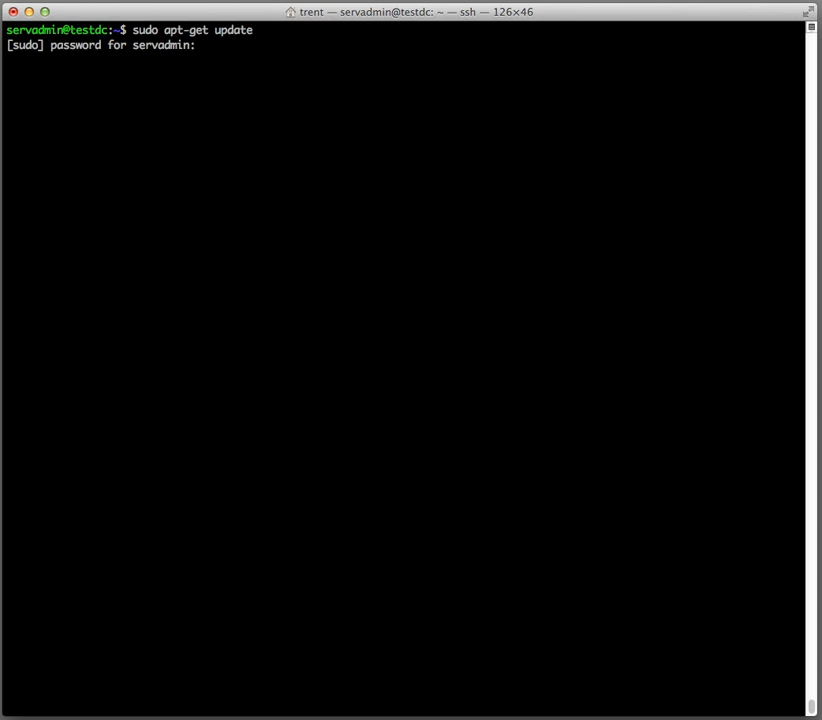 trent — servadmin@testdc: ~ — ssh — 126×46
servadmin@testdc:~$ sudo apt-get update
[sudo] password for servadmin: